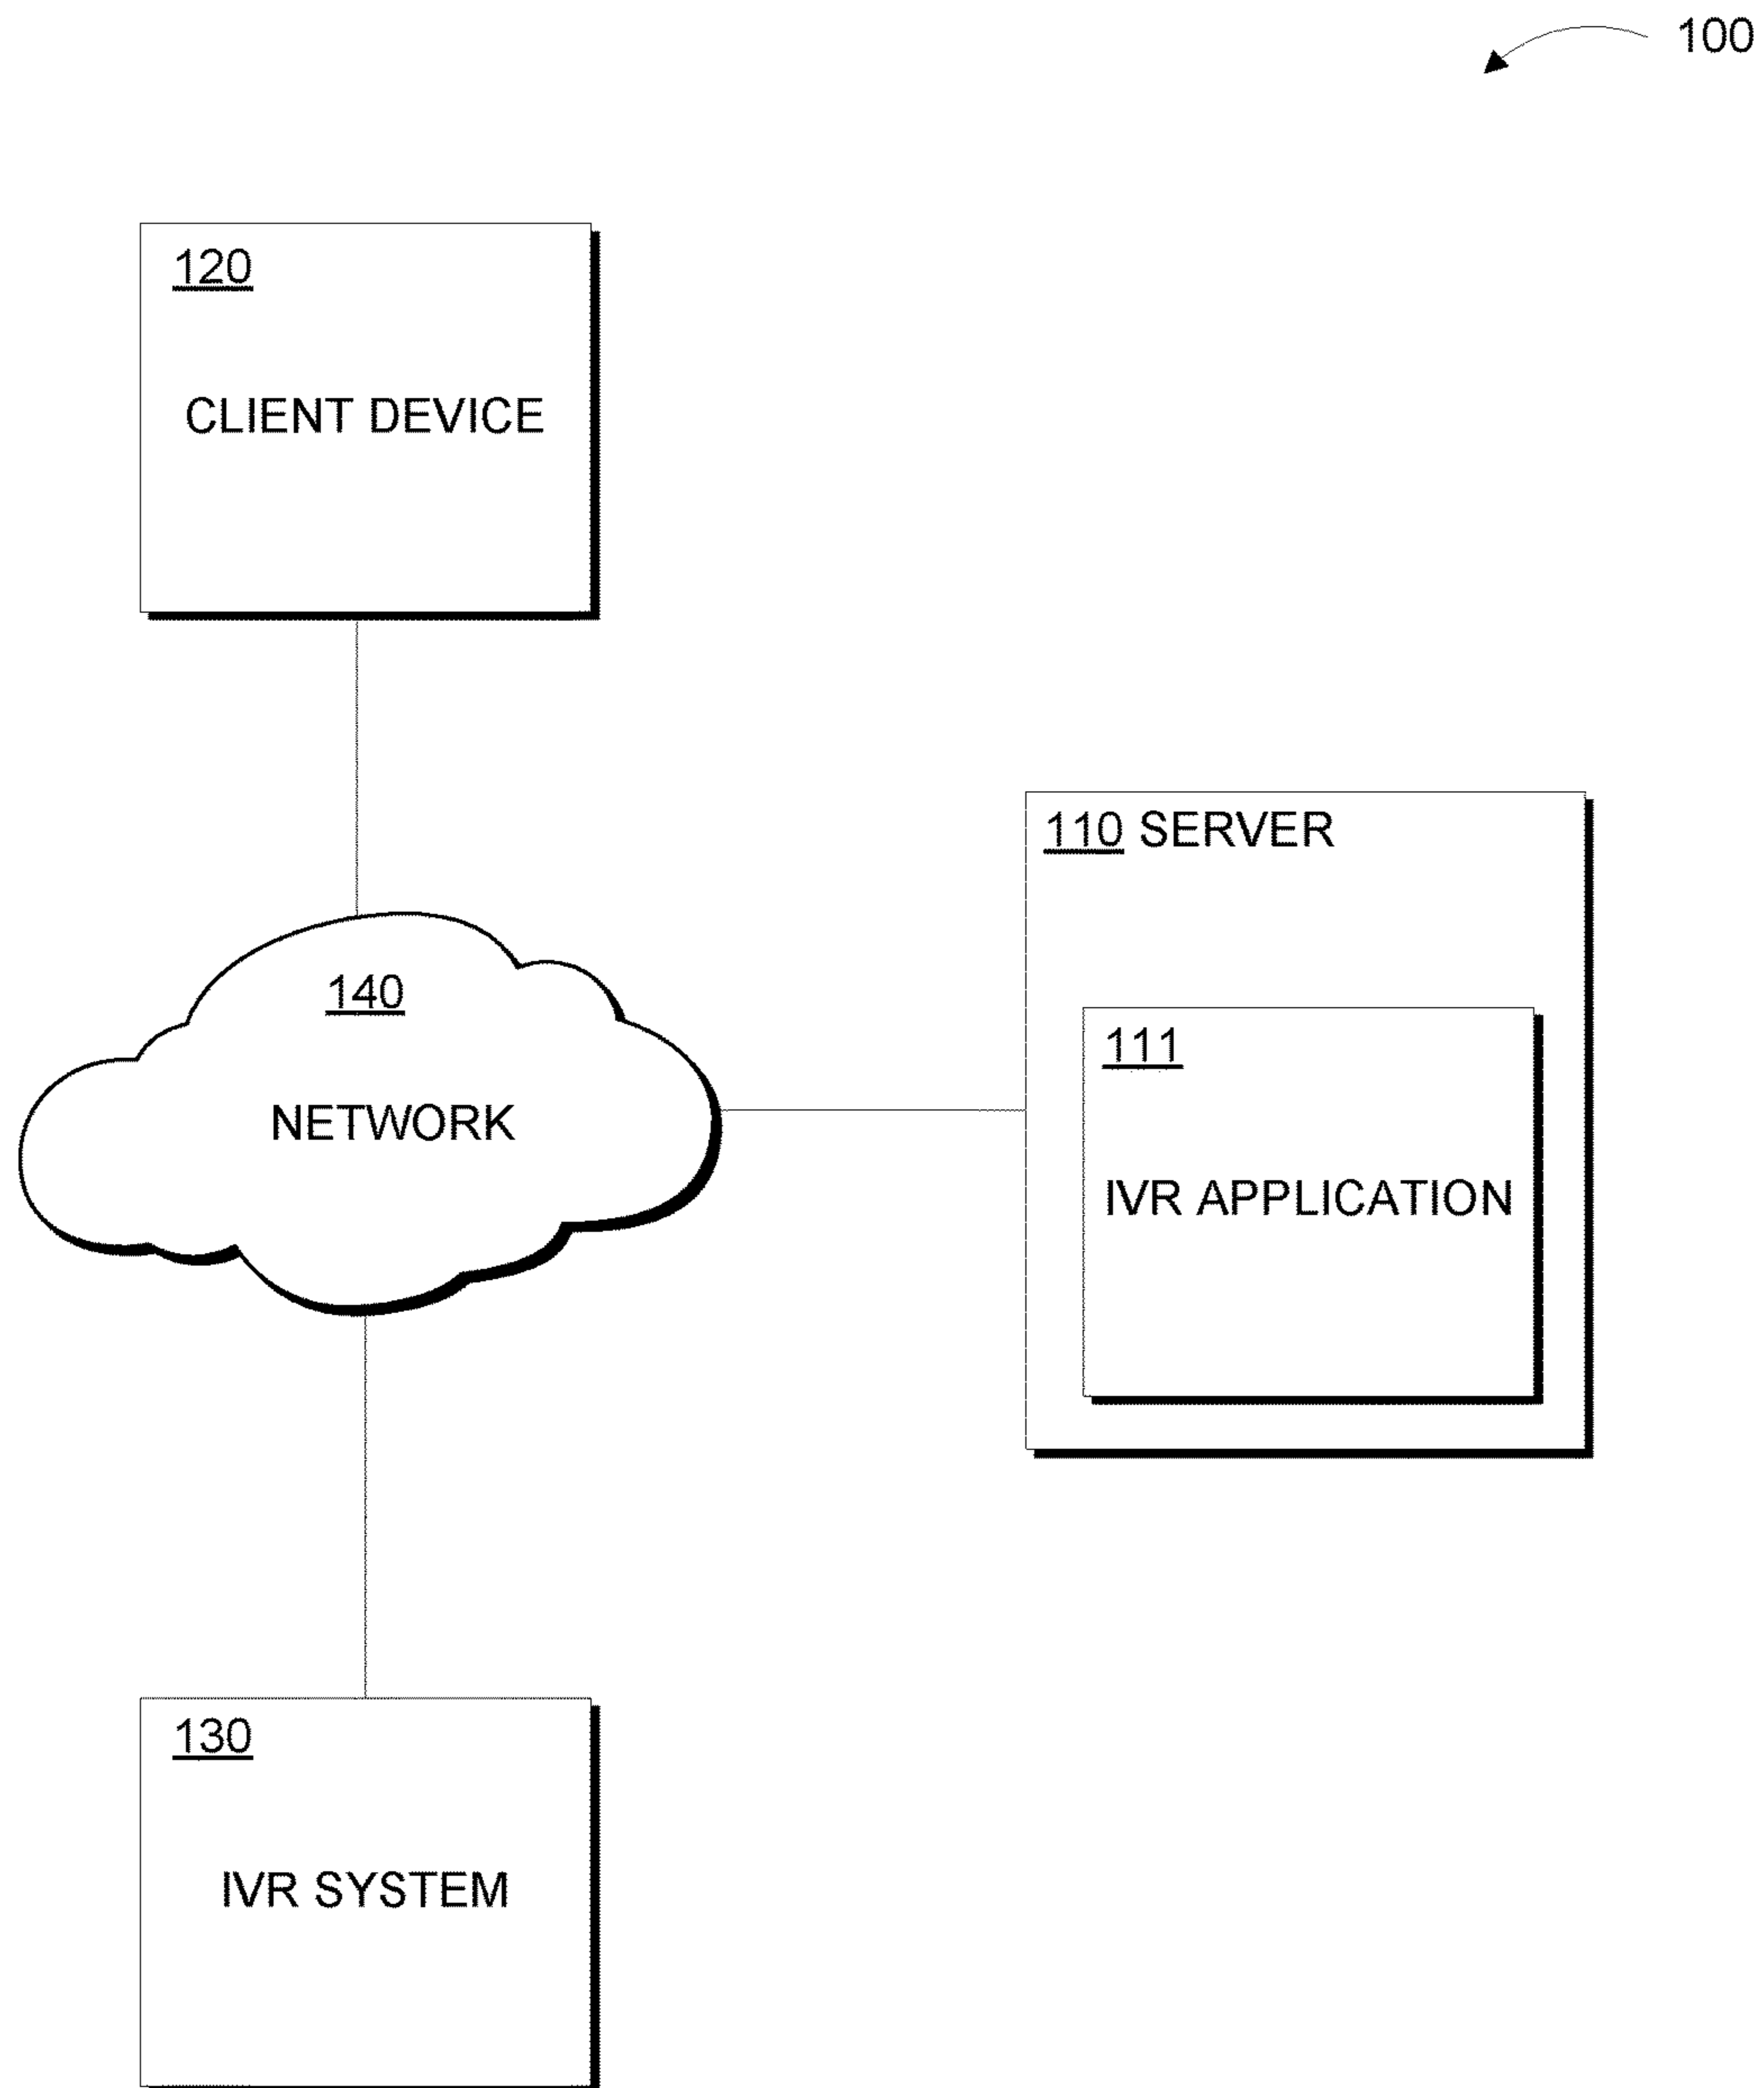 100
120
CLIENT DEVICE
110 SERVER
140
NETWORK
111
IVR APPLICATION
130
IVR SYSTEM